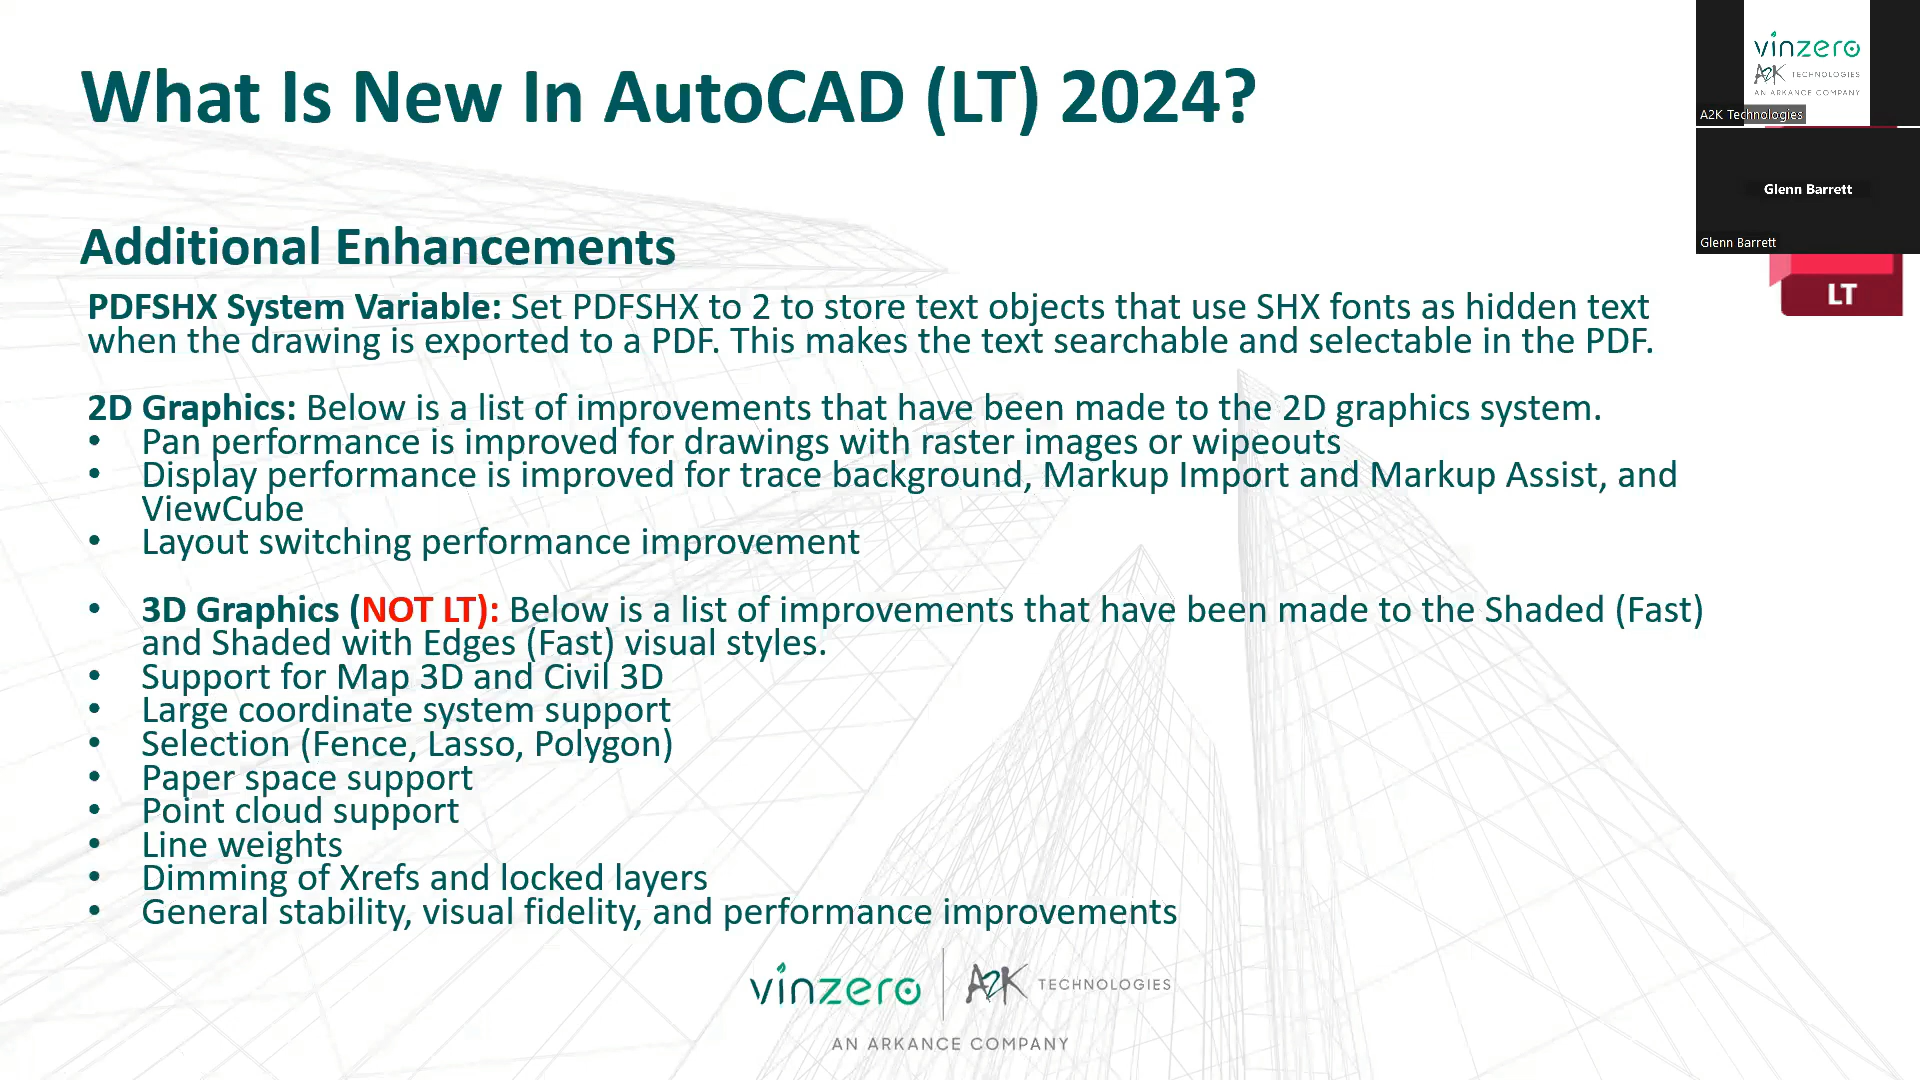 What Is New In AutoCAD (LT) 2024?
vinzero
A2K TECHNOLOGIES
AN ARKANCE COMPANY
A2K Technologies
Glenn Barrett
Glenn Barrett
LT
Additional Enhancements
PDFSHX System Variable: Set PDFSHX to 2 to store text objects that use SHX fonts as hidden text
when the drawing is exported to a PDF. This makes the text searchable and selectable in the PDF.
2D Graphics: Below is a list of improvements that have been made to the 2D graphics system.
• Pan performance is improved for drawings with raster images or wipeouts
• Display performance is improved for trace background, Markup Import and Markup Assist, and
ViewCube
• Layout switching performance improvement
• 3D Graphics (NOT LT): Below is a list of improvements that have been made to the Shaded (Fast)
and Shaded with Edges (Fast) visual styles.
• Support for Map 3D and Civil 3D
• Large coordinate system support
• Selection (Fence, Lasso, Polygon)
• Paper space support
• Point cloud support
• Line weights
• Dimming of Xrefs and locked layers
• General stability, visual fidelity, and performance improvements
vinzero A2K TECHNOLOGIES
AN ARKANCE COMPANY